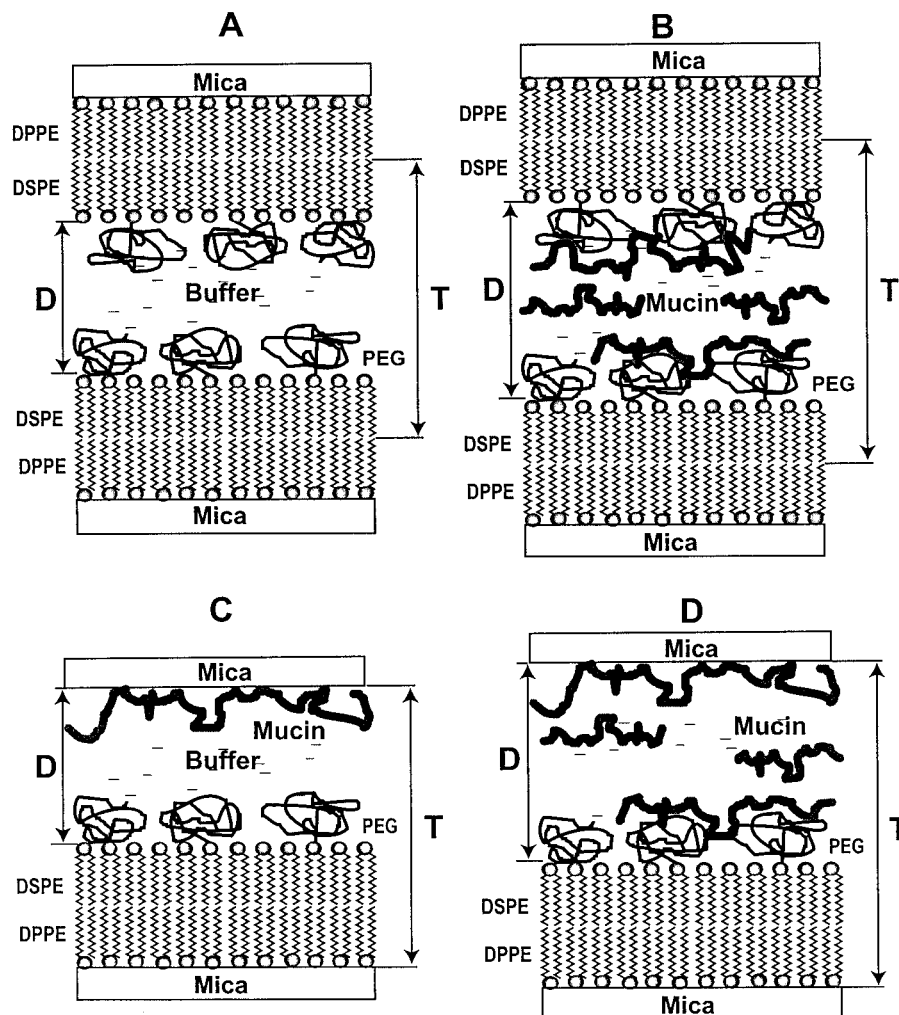 A
Mica
DPPE
DSPE
T
D
Buffer
PEG
DSPE
DPPE
Mica
B
Mica
DPPE
DSPE
D
Mucin
T
PEG
DSPE
DPPE
Mica
C
Mica
Mucin
D
Buffer
PEG
T
DSPE
DPPE
Mica
D
Mica
Mucin
D
T
PEG
DSPE
DPPE
Mica